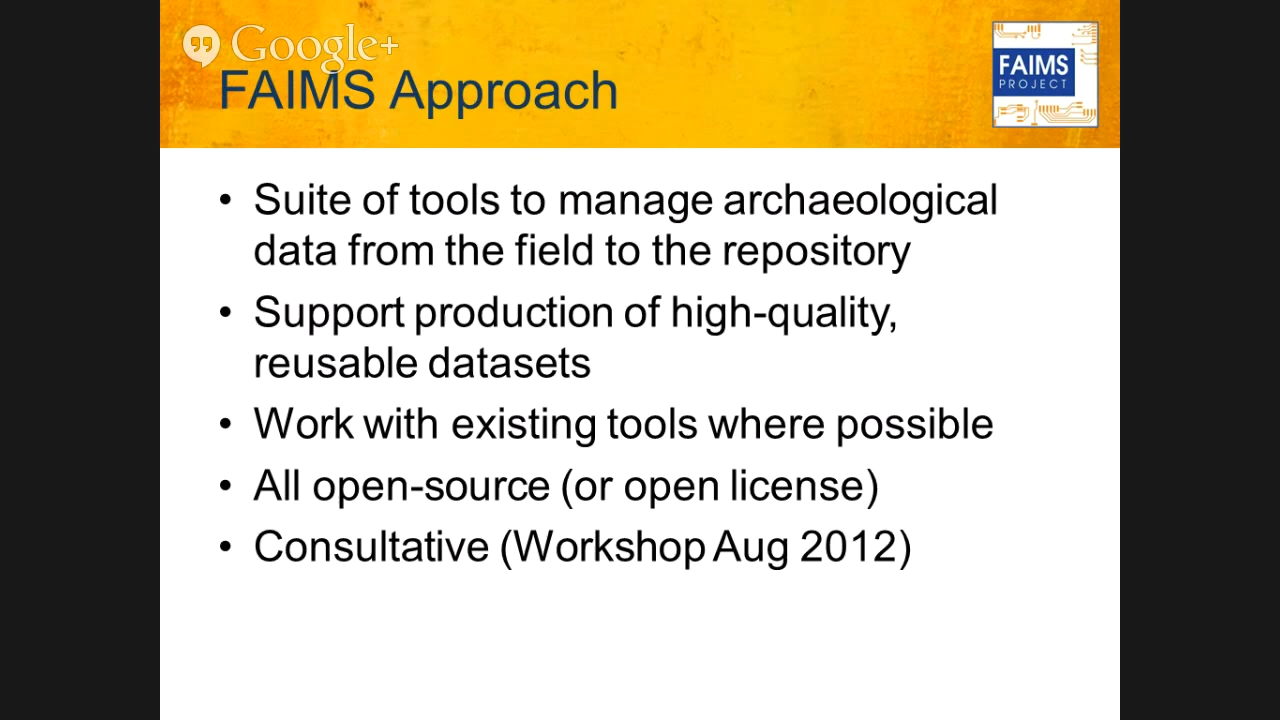 Google+
FAIMS Approach
FAIMS
PROJECT
• Suite of tools to manage archaeological
data from the field to the repository
• Support production of high-quality,
reusable datasets
• Work with existing tools where possible
• All open-source (or open license)
• Consultative (Workshop Aug 2012)